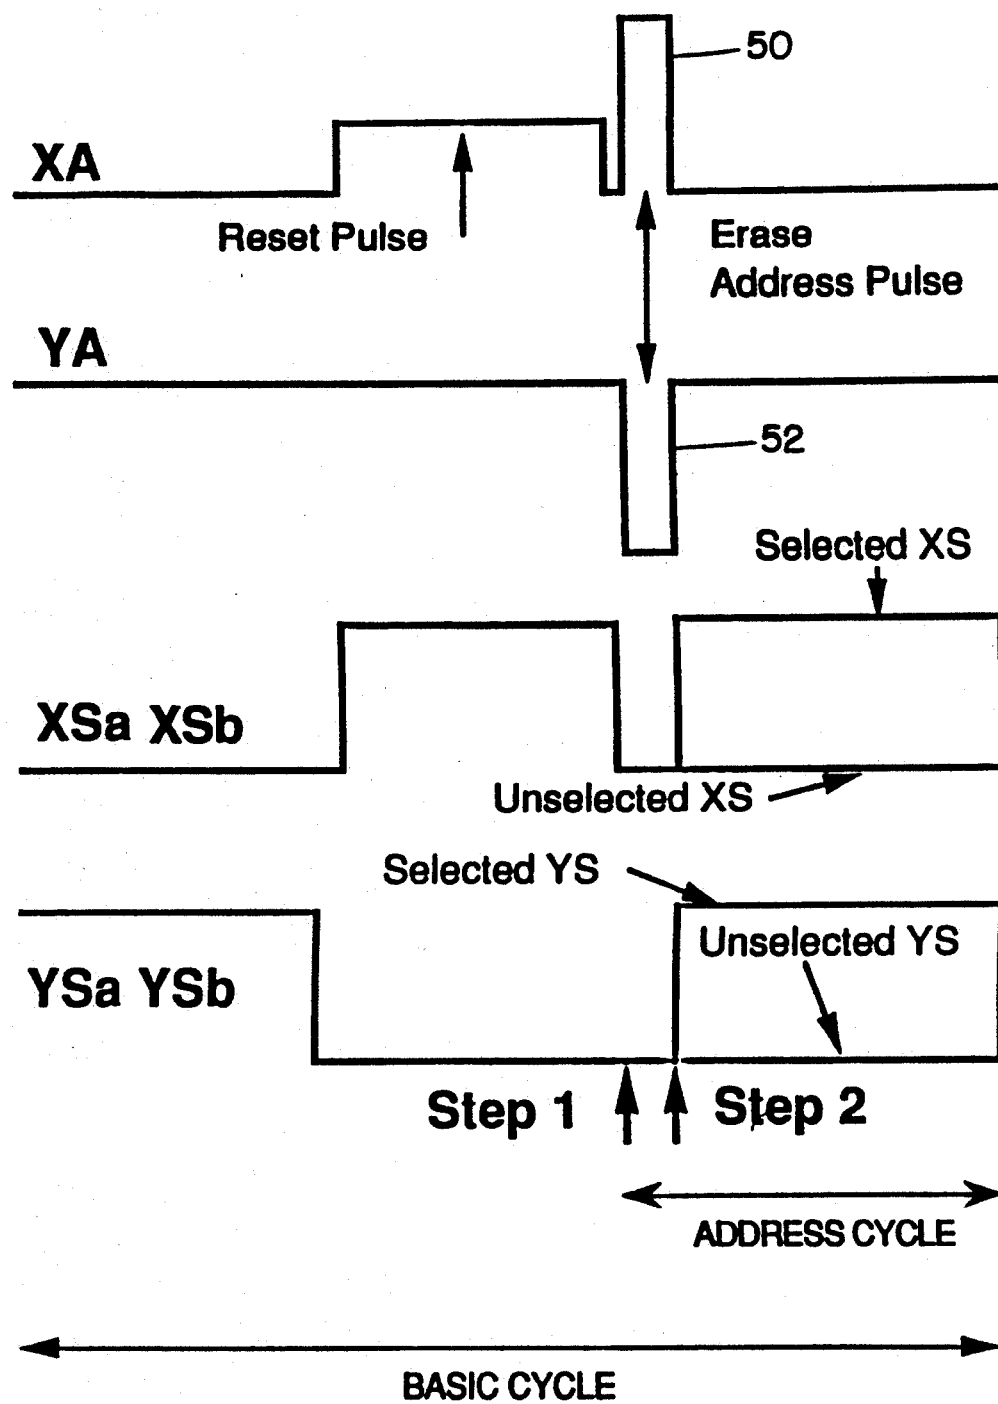 50
XA
Reset Pulse
Erase
Address Pulse
YA
52
Selected XS
XSa XSb
Unselected XS
Selected YS
Unselected YS
YSa YSb
Step 1
Step 2
ADDRESS CYCLE
BASIC CYCLE